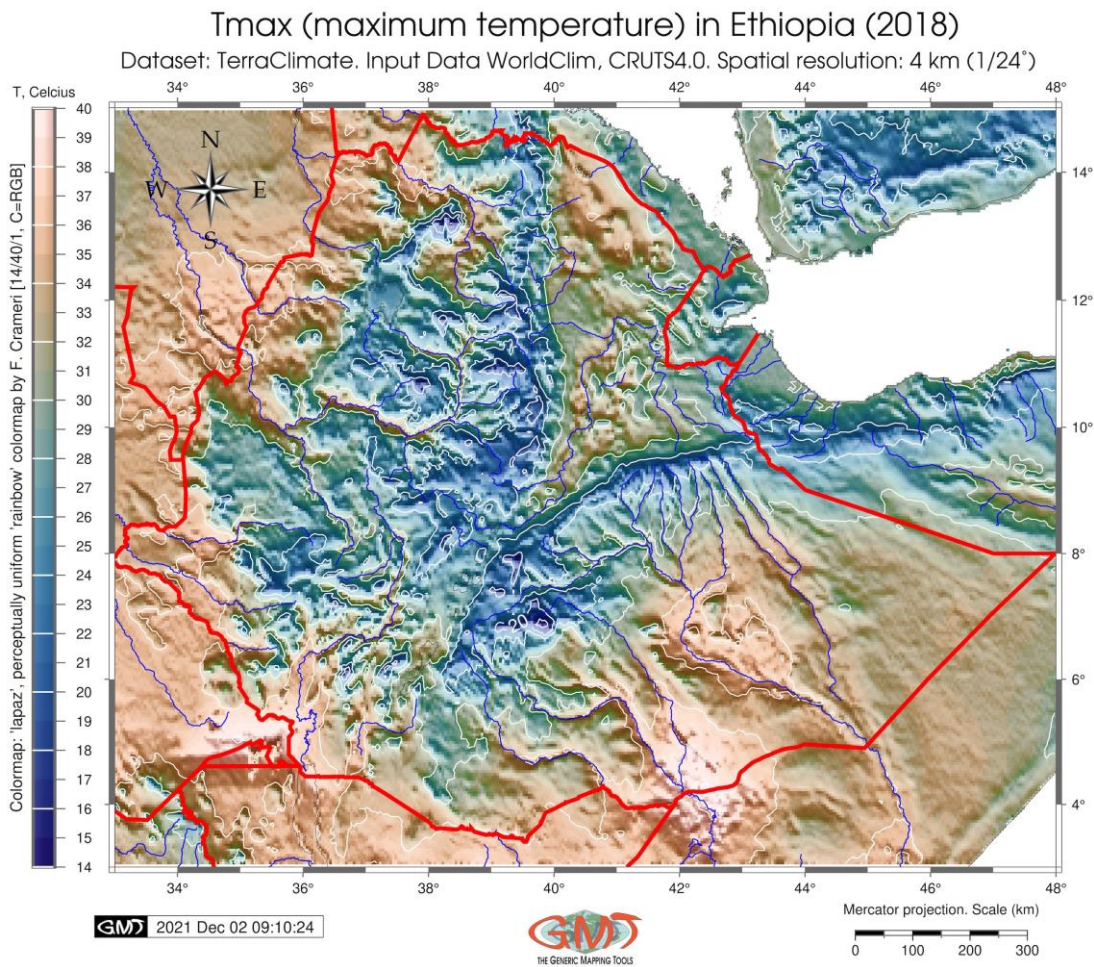 Tmax (maximum temperature) in Ethiopia (2018)
Dataset: TerraClimate. Input Data WorldClim, CRUTS4.0. Spatial resolution: 4 km (1/24°)
T, Celcius
34° 36° 38° 40° 42° 44° 46° 48°
40
39
38
37
36
35
34
33
32
31
30
29
28
27
26
25
24
23
22
21
20
19
18
17
16
15
14
Colormap: 'lapaz', perceptually uniform 'rainbow' colormap by F. Crameri [14/40/1, C=RGB]
N
W E
S
20
14°
12°
10°
8°
6°
4°
34° 36° 38° 40° 42° 44° 46° 48°
GMT 2021 Dec 02 09:10:24
GMT
THE GENERIC MAPPING TOOLS
Mercator projection. Scale (km)
0 50 100 150 200 300